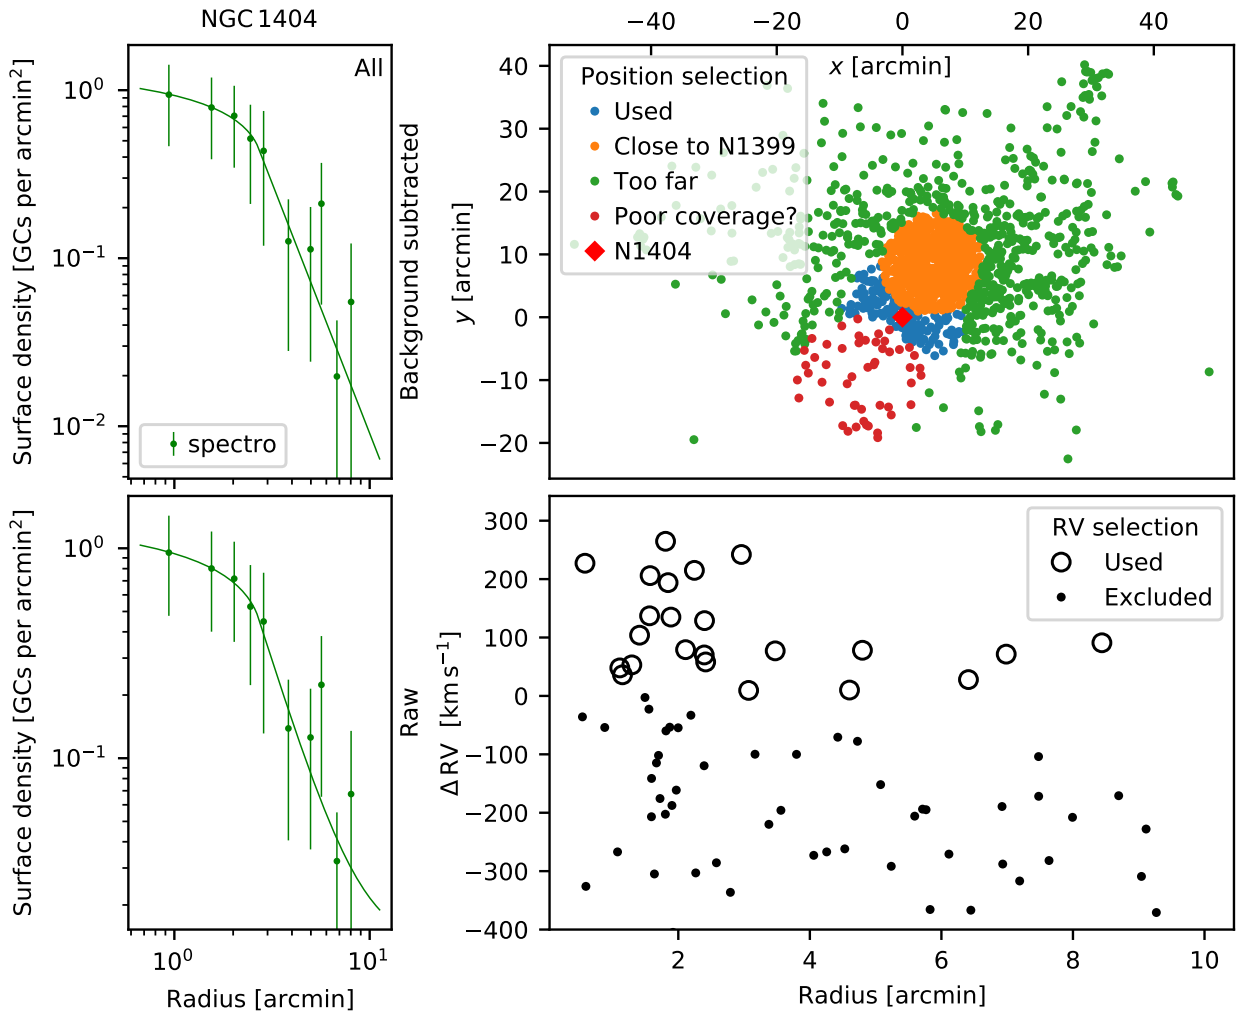 NGC 1404
All
10⁰
10⁻¹
10⁻²
Surface density [GCs per arcmin²]
Background subtracted
spectro
−40 −20 0 20 40
x [arcmin]
40
30
20
10
0
−10
−20
y [arcmin]
Position selection
Used
Close to N1399
Too far
Poor coverage?
N1404
10⁰
10⁻¹
Surface density [GCs per arcmin²]
Raw
10⁰ 10¹
Radius [arcmin]
300
200
100
0
−100
−200
−300
−400
Δ RV [km s⁻¹]
RV selection
Used
Excluded
2 4 6 8 10
Radius [arcmin]